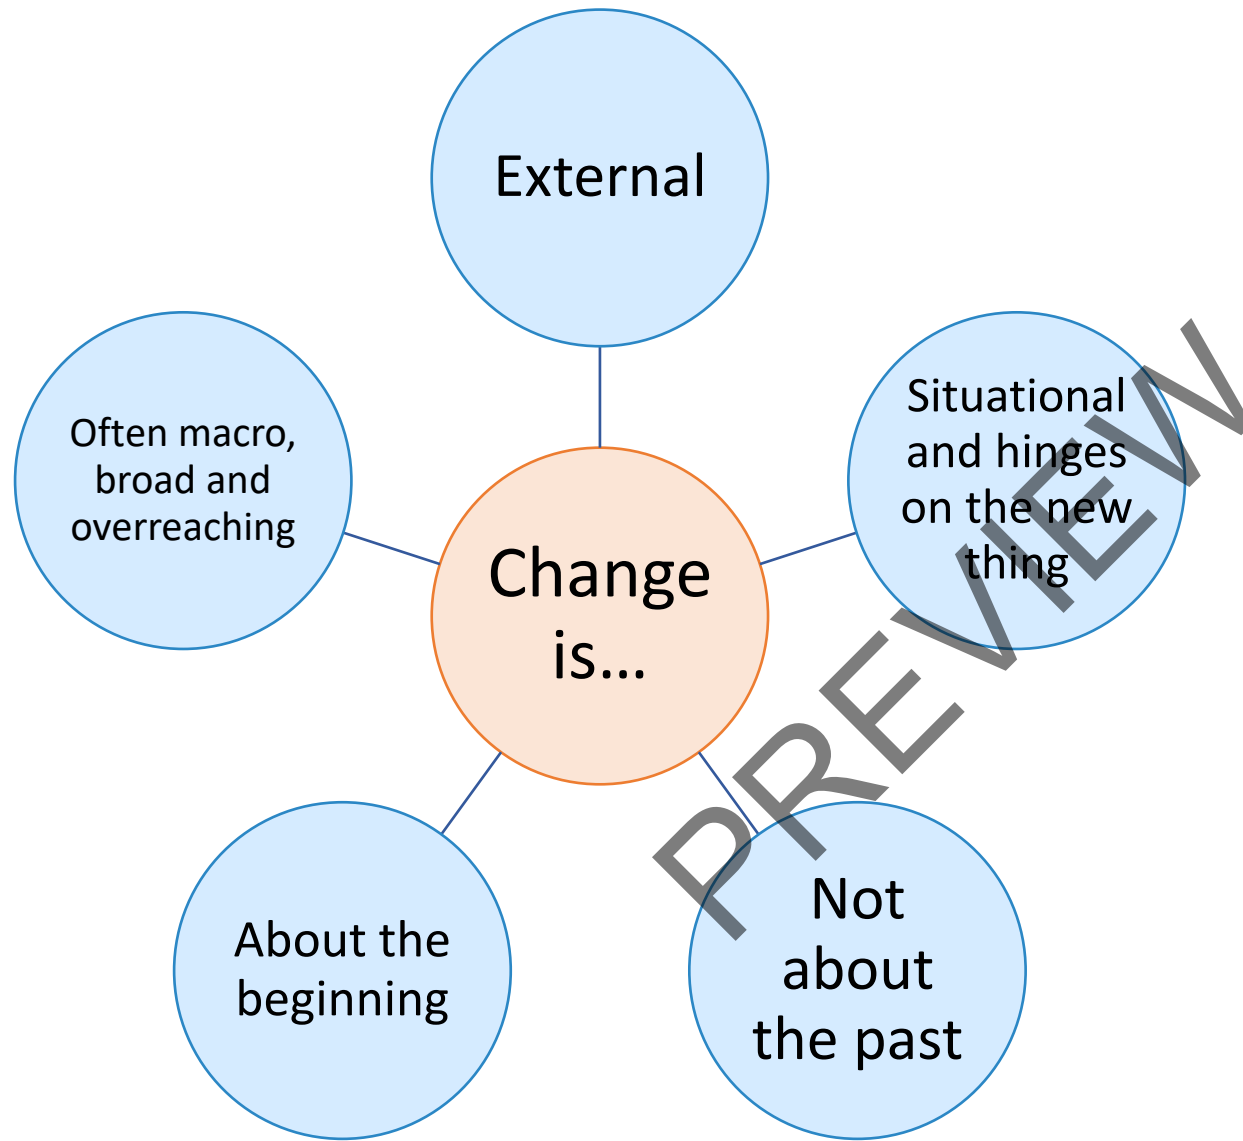 External
Situational
and hinges
on the new
thing
Not
about
the past
About the
beginning
Often macro,
broad and
overreaching
Change
is...
PREVIEW